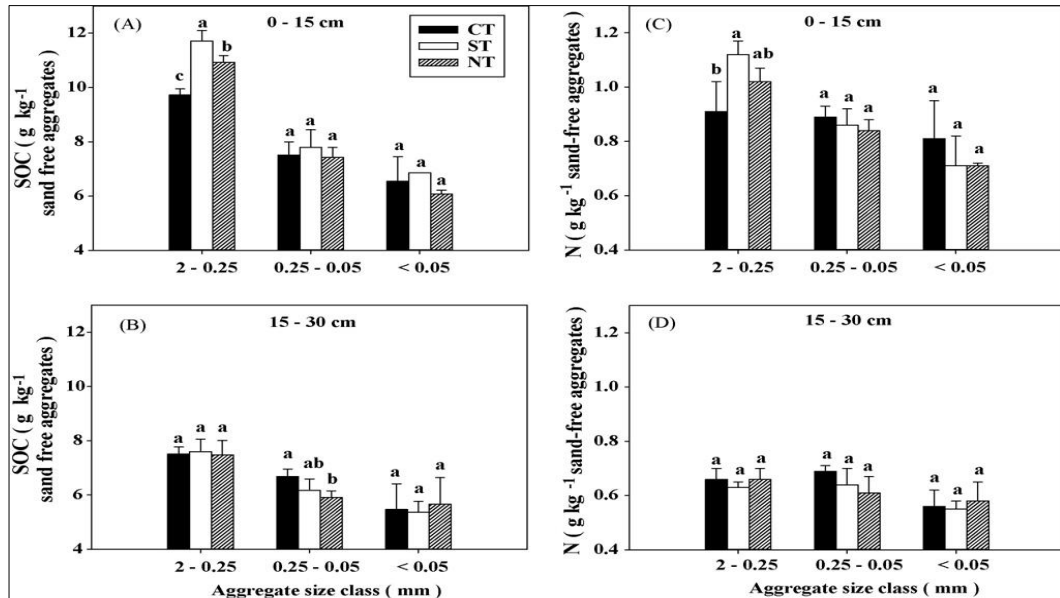 (A)
0 - 15 cm
CT
ST
NT
SOC ( g kg-1
sand free aggregates )
12
10
8
6
4
c a b
a a a
a a a
2 - 0.25 0.25 - 0.05 < 0.05
(C)
0 - 15 cm
N ( g kg-1 sand-free aggregates )
1.2
1.0
0.8
0.6
0.4
b a ab
a a a
a a a
2 - 0.25 0.25 - 0.05 < 0.05
(B)
15 - 30 cm
SOC ( g kg-1
sand free aggregates )
12
10
8
6
4
a a a
a ab b
a a a
2 - 0.25 0.25 - 0.05 < 0.05
Aggregate size class ( mm )
(D)
15 - 30 cm
N ( g kg-1 sand-free aggregates )
1.2
1.0
0.8
0.6
0.4
a a a
a a a
a a a
2 - 0.25 0.25 - 0.05 < 0.05
Aggregate size class ( mm )